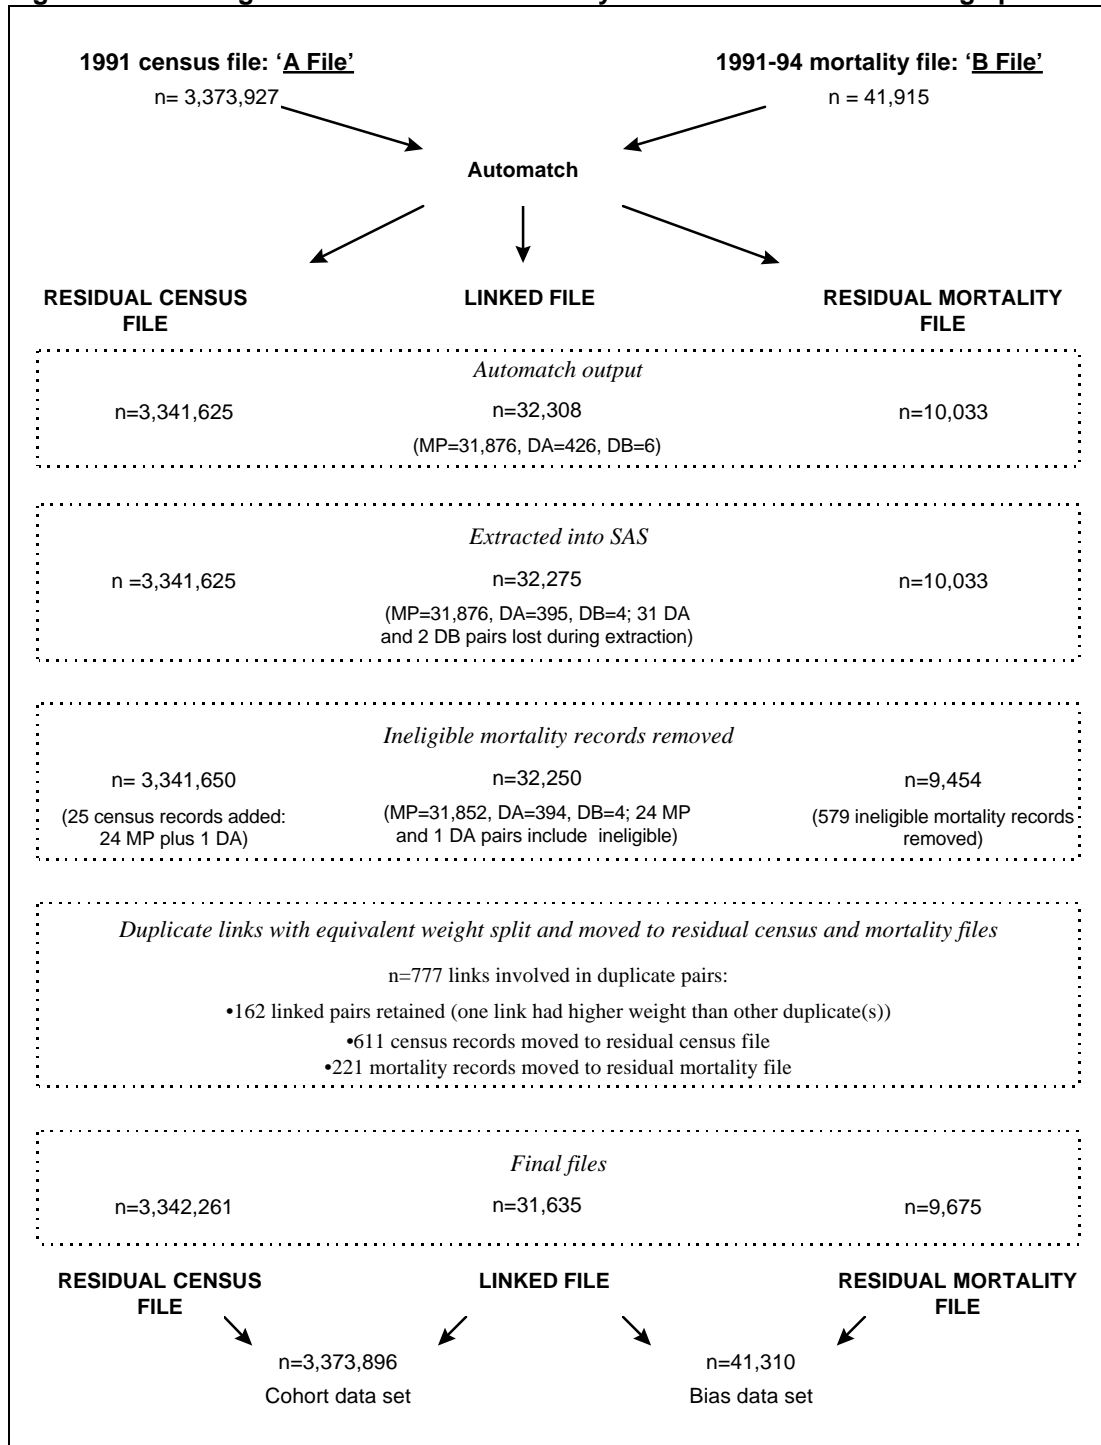 1991 census file: ‘A File’
1991-94 mortality file: ‘B File’
n= 3,373,927
n = 41,915
Automatch
RESIDUAL CENSUS FILE
LINKED FILE
RESIDUAL MORTALITY FILE
Automatch output
n=3,341,625
n=32,308
n=10,033
(MP=31,876, DA=426, DB=6)
Extracted into SAS
n =3,341,625
n=32,275
n=10,033
(MP=31,876, DA=395, DB=4; 31 DA
and 2 DB pairs lost during extraction)
Ineligible mortality records removed
n= 3,341,650
(25 census records added:
24 MP plus 1 DA)
n=32,250
(MP=31,852, DA=394, DB=4; 24 MP
and 1 DA pairs include ineligible)
n=9,454
(579 ineligible mortality records
removed)
Duplicate links with equivalent weight split and moved to residual census and mortality files
n=777 links involved in duplicate pairs:
•162 linked pairs retained (one link had higher weight than other duplicate(s))
•611 census records moved to residual census file
•221 mortality records moved to residual mortality file
Final files
n=3,342,261
n=31,635
n=9,675
RESIDUAL CENSUS
FILE
LINKED FILE
RESIDUAL MORTALITY
FILE
n=3,373,896
Cohort data set
n=41,310
Bias data set